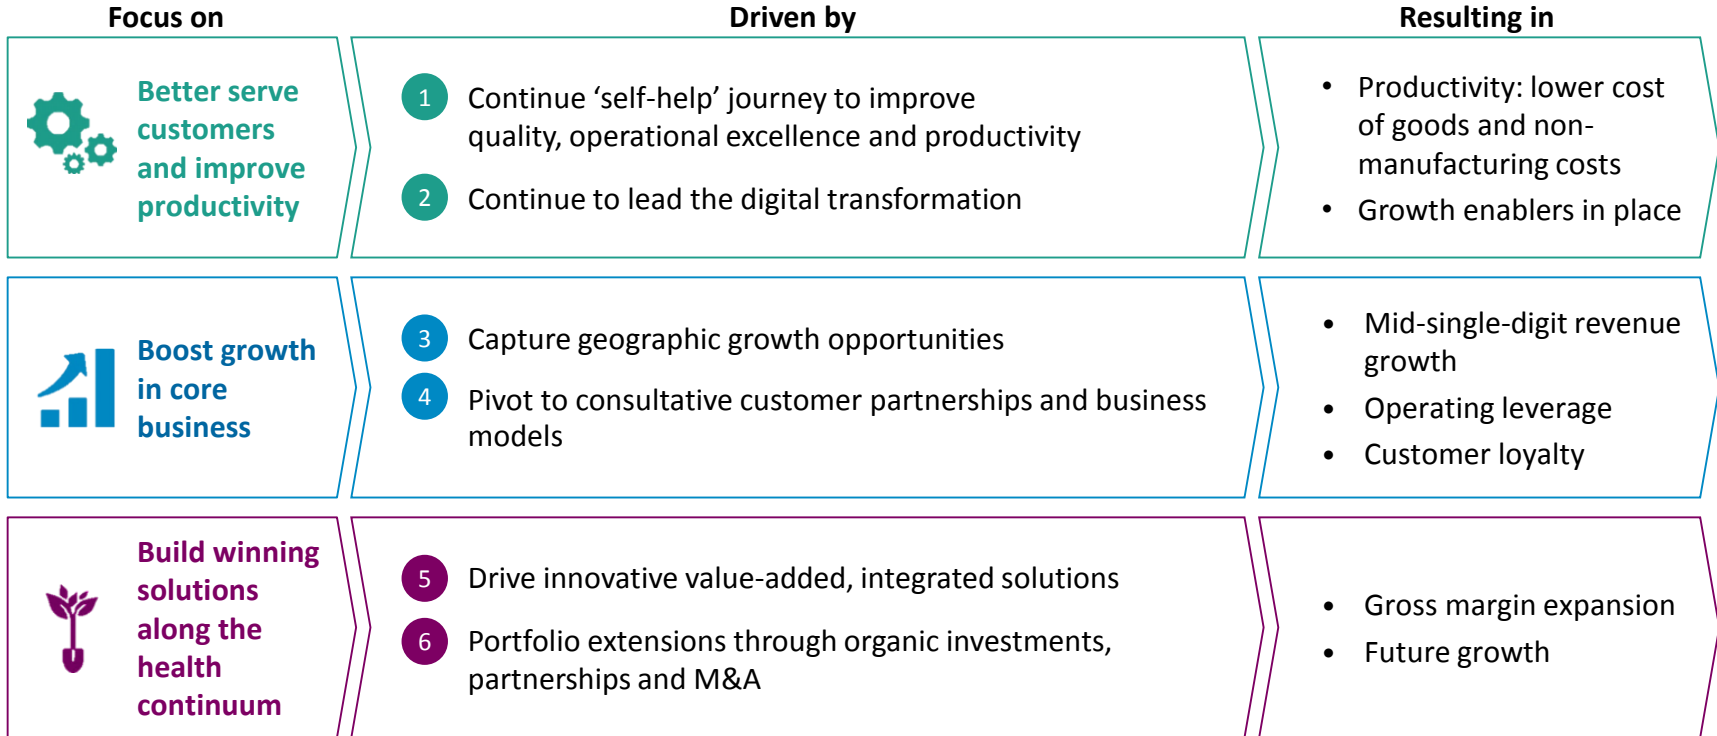 Focus on
Driven by
Resulting in
Better serve
customers
and improve
productivity
1
Continue ‘self-help’ journey to improve
quality, operational excellence and productivity
2
Continue to lead the digital transformation
• Productivity: lower cost
of goods and non-
manufacturing costs
• Growth enablers in place
Boost growth
in core
business
3
Capture geographic growth opportunities
4
Pivot to consultative customer partnerships and business
models
• Mid-single-digit revenue
growth
• Operating leverage
• Customer loyalty
Build winning
solutions
along the
health
continuum
5
Drive innovative value-added, integrated solutions
6
Portfolio extensions through organic investments,
partnerships and M&A
• Gross margin expansion
• Future growth